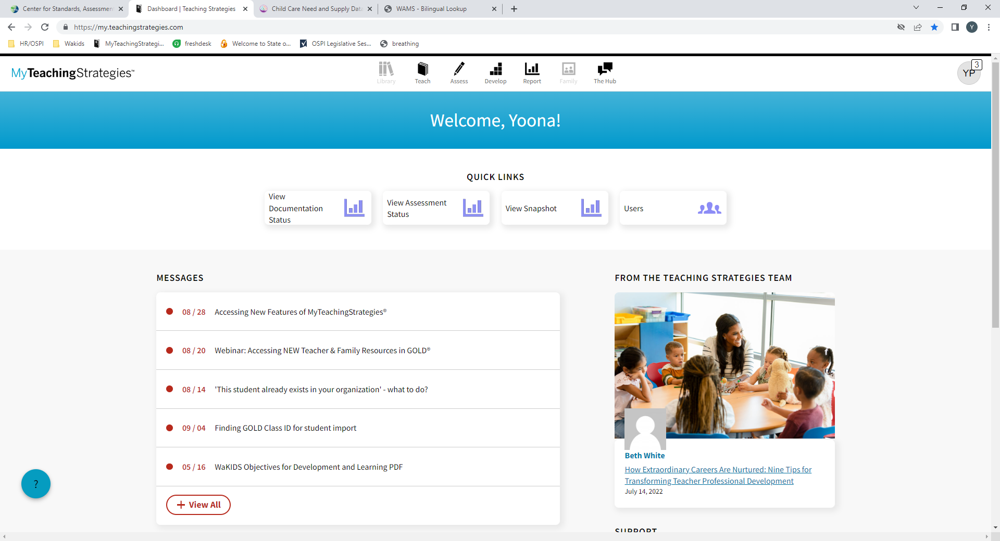 Center for Standards, Assessment
Dashboard | Teaching Strategies
Child Care Need and Supply Data
WAMS - Bilingual Lookup
https://my.teachingstrategies.com
Y
HR/OSPI
Wakids
MyTeachingStrategi...
freshdesk
Welcome to State o...
OSPI Legislative Ses...
breathing
MyTeachingStrategies™
Library
Teach
Assess
Develop
Report
Family
The Hub
YP
3
Welcome, Yoona!
QUICK LINKS
View
Documentation
Status
View Assessment
Status
View Snapshot
Users
MESSAGES
08 / 28 Accessing New Features of MyTeachingStrategies®
08 / 20 Webinar: Accessing NEW Teacher & Family Resources in GOLD®
08 / 14 'This student already exists in your organization' - what to do?
09 / 04 Finding GOLD Class ID for student import
05 / 16 WaKIDS Objectives for Development and Learning PDF
+ View All
?
FROM THE TEACHING STRATEGIES TEAM
Beth White
How Extraordinary Careers Are Nurtured: Nine Tips for
Transforming Teacher Professional Development
July 14, 2022
SUPPORT